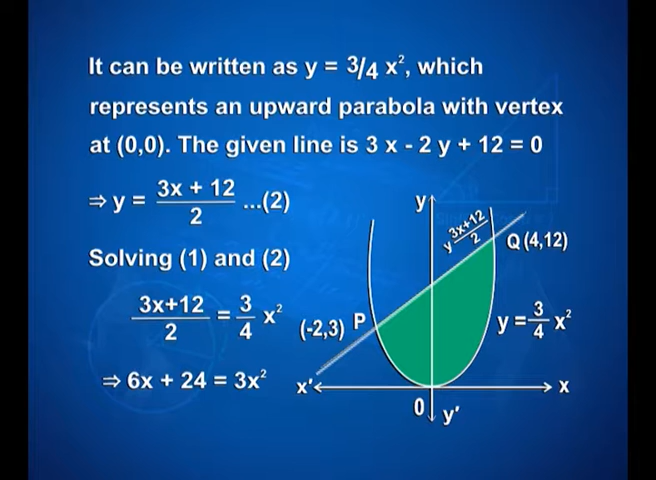 It can be written as y = 3/4 x², which
represents an upward parabola with vertex
at (0,0). The given line is 3 x - 2 y + 12 = 0
⇒ y = (3x + 12)/2 ...(2)
Solving (1) and (2)
(3x+12)/2 = 3/4 x²
⇒ 6x + 24 = 3x²
y
y (3x+12)/2
Q (4,12)
(-2,3) P
y = 3/4 x²
x'
x
0
y'